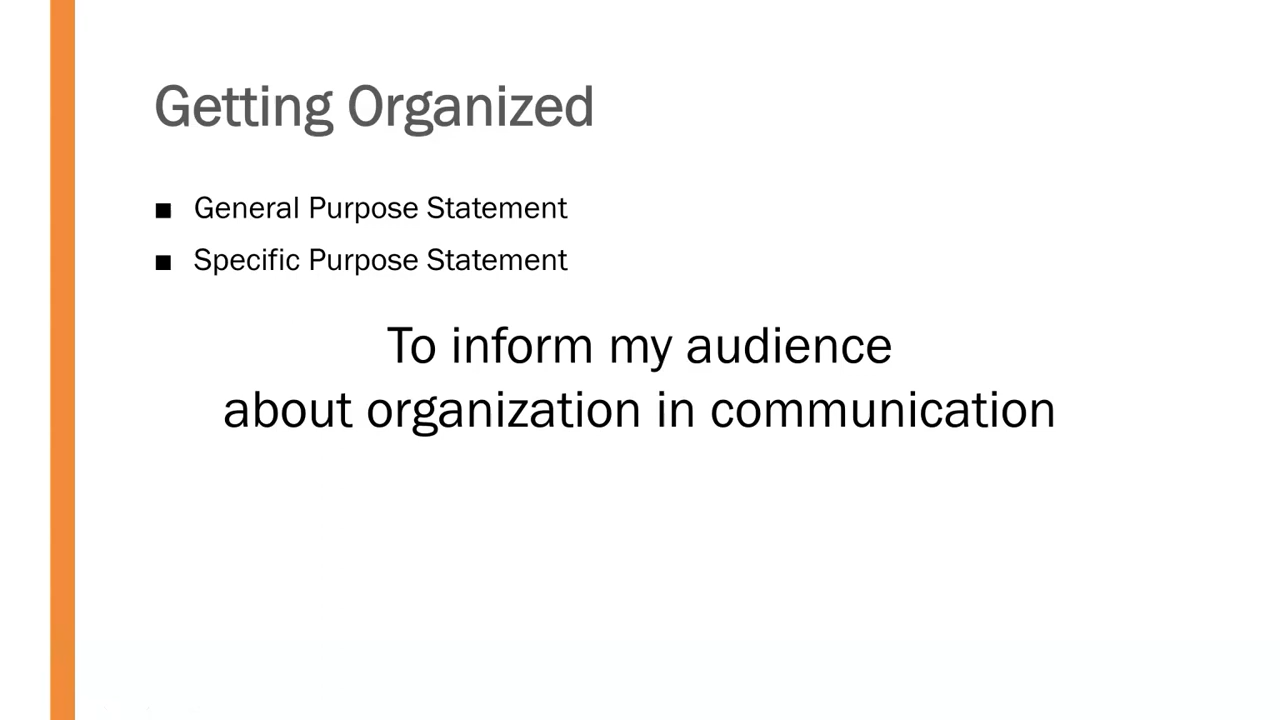 Getting Organized
■ General Purpose Statement
■ Specific Purpose Statement
To inform my audience
about organization in communication